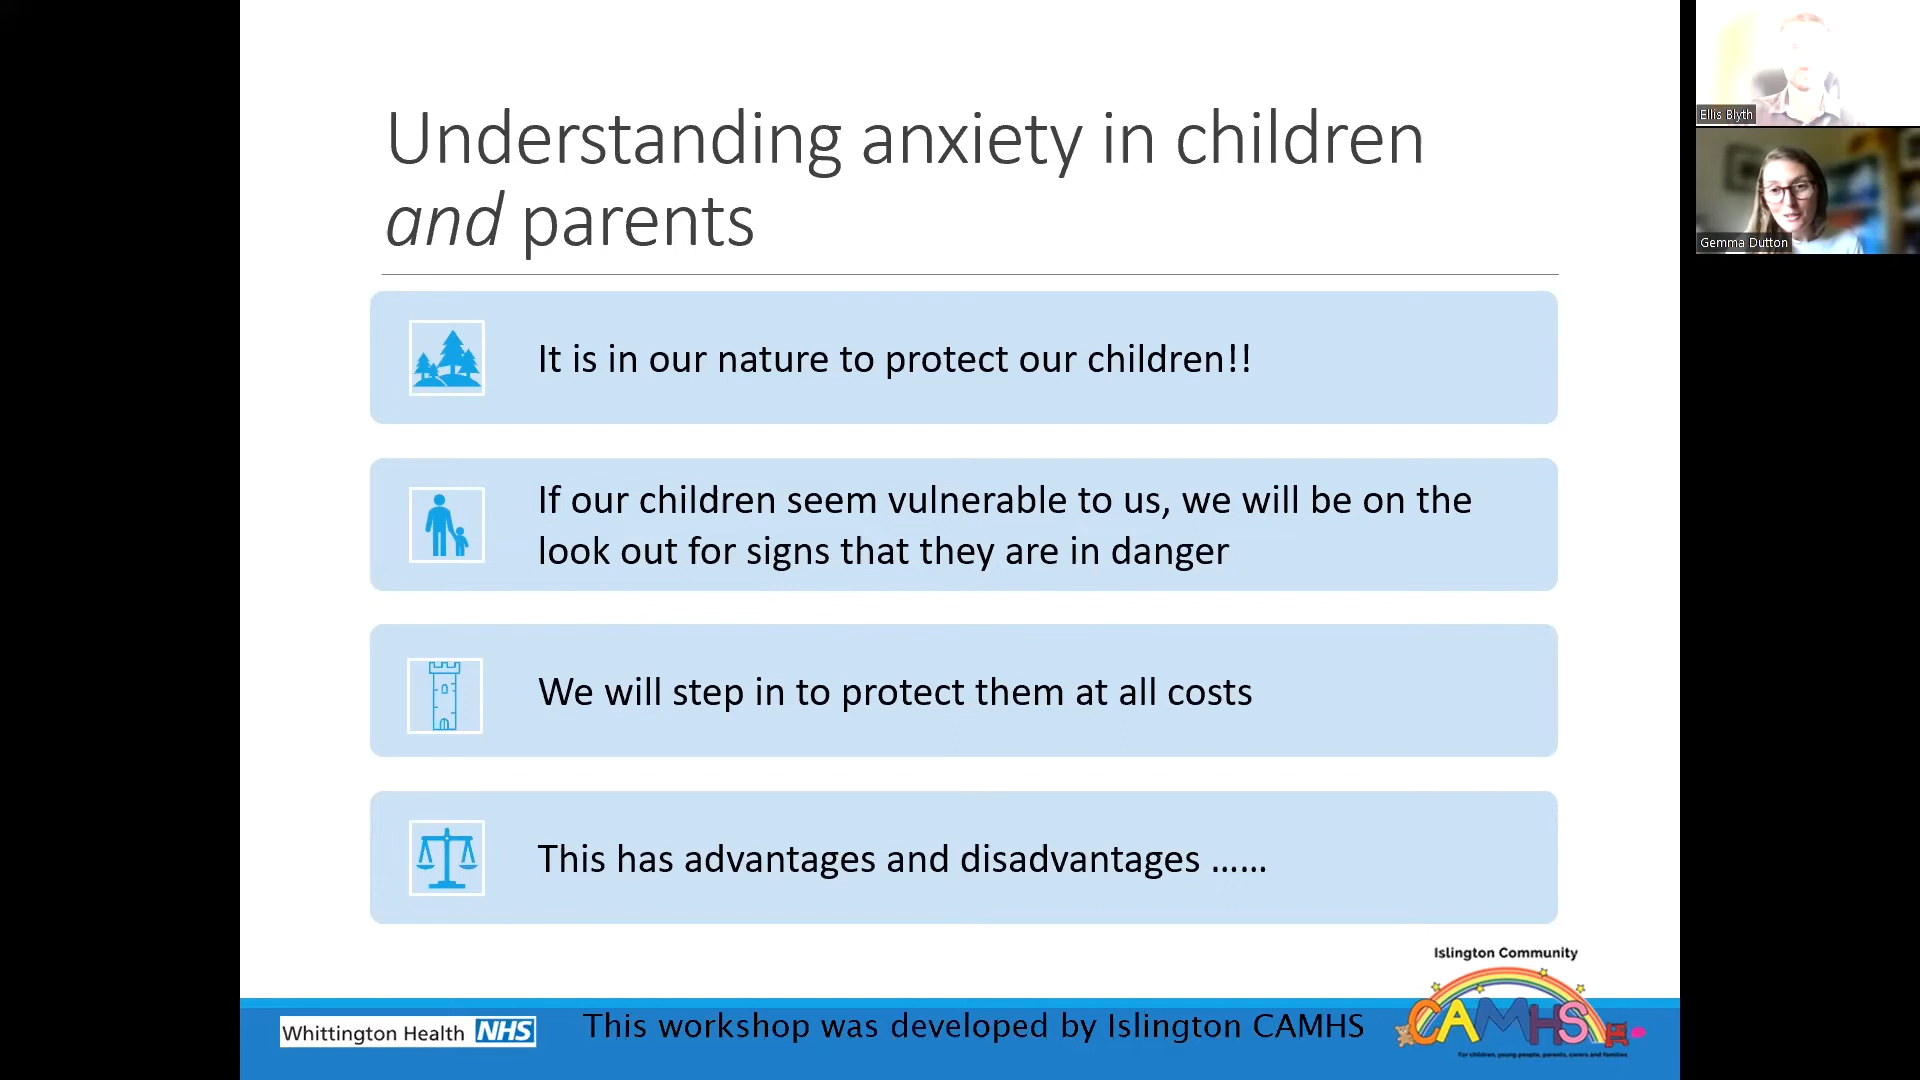 Understanding anxiety in children
and parents
It is in our nature to protect our children!!
If our children seem vulnerable to us, we will be on the
look out for signs that they are in danger
We will step in to protect them at all costs
This has advantages and disadvantages ......
Whittington Health NHS
This workshop was developed by Islington CAMHS
Islington Community
CAMHS
For children, young people, parents, carers and families
Ellis Blyth
Gemma Dutton